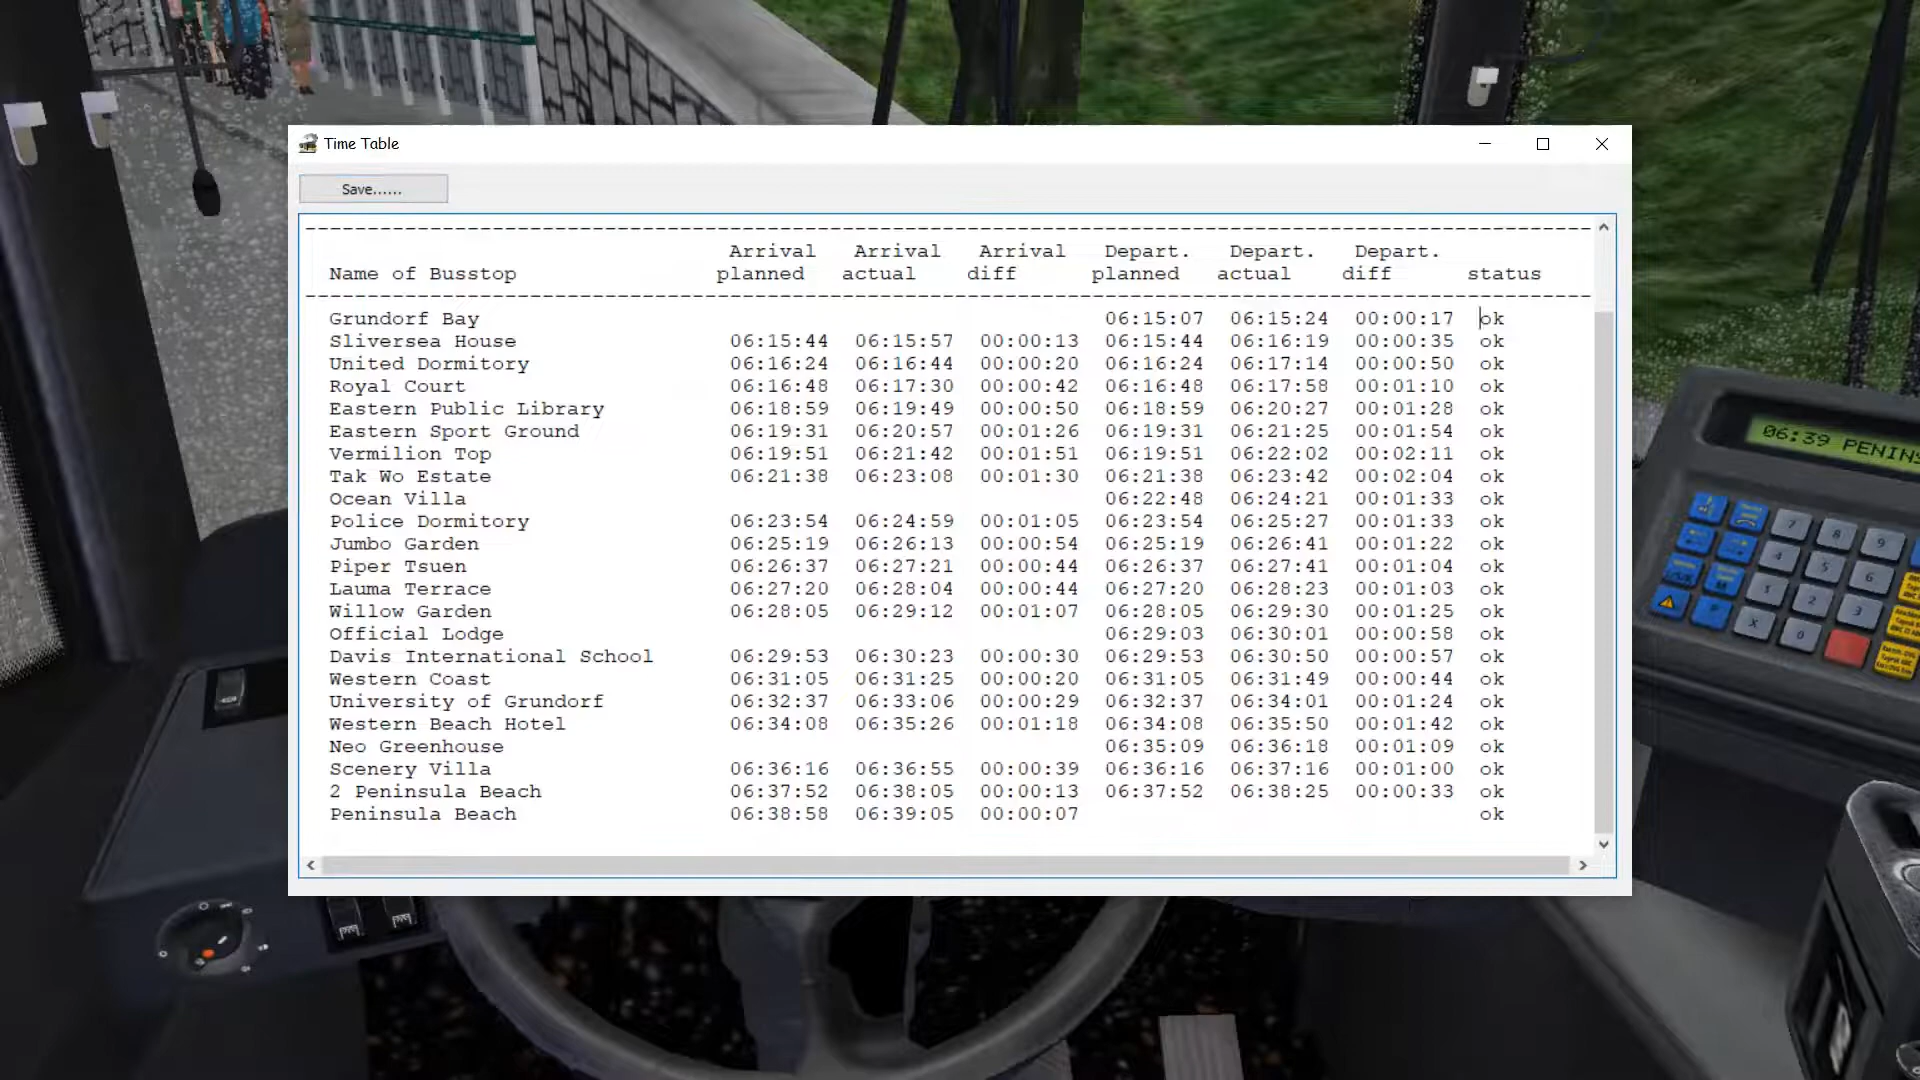 Time Table
Save......
Arrival Arrival Arrival Depart. Depart. Depart.
Name of Busstop planned actual diff planned actual diff status
Grundorf Bay 06:15:07 06:15:24 00:00:17 ok
Sliversea House 06:15:44 06:15:57 00:00:13 06:15:44 06:16:19 00:00:35 ok
United Dormitory 06:16:24 06:16:44 00:00:20 06:16:24 06:17:14 00:00:50 ok
Royal Court 06:16:48 06:17:30 00:00:42 06:16:48 06:17:58 00:01:10 ok
Eastern Public Library 06:18:59 06:19:49 00:00:50 06:18:59 06:20:27 00:01:28 ok
Eastern Sport Ground 06:19:31 06:20:57 00:01:26 06:19:31 06:21:25 00:01:54 ok
Vermilion Top 06:19:51 06:21:42 00:01:51 06:19:51 06:22:02 00:02:11 ok
Tak Wo Estate 06:21:38 06:23:08 00:01:30 06:21:38 06:23:42 00:02:04 ok
Ocean Villa 06:22:48 06:24:21 00:01:33 ok
Police Dormitory 06:23:54 06:24:59 00:01:05 06:23:54 06:25:27 00:01:33 ok
Jumbo Garden 06:25:19 06:26:13 00:00:54 06:25:19 06:26:41 00:01:22 ok
Piper Tsuen 06:26:37 06:27:21 00:00:44 06:26:37 06:27:41 00:01:04 ok
Lauma Terrace 06:27:20 06:28:04 00:00:44 06:27:20 06:28:23 00:01:03 ok
Willow Garden 06:28:05 06:29:12 00:01:07 06:28:05 06:29:30 00:01:25 ok
Official Lodge 06:29:03 06:30:01 00:00:58 ok
Davis International School 06:29:53 06:30:23 00:00:30 06:29:53 06:30:50 00:00:57 ok
Western Coast 06:31:05 06:31:25 00:00:20 06:31:05 06:31:49 00:00:44 ok
University of Grundorf 06:32:37 06:33:06 00:00:29 06:32:37 06:34:01 00:01:24 ok
Western Beach Hotel 06:34:08 06:35:26 00:01:18 06:34:08 06:35:50 00:01:42 ok
Neo Greenhouse 06:35:09 06:36:18 00:01:09 ok
Scenery Villa 06:36:16 06:36:55 00:00:39 06:36:16 06:37:16 00:01:00 ok
2 Peninsula Beach 06:37:52 06:38:05 00:00:13 06:37:52 06:38:25 00:00:33 ok
Peninsula Beach 06:38:58 06:39:05 00:00:07 ok
06:39 PENINS
7 8 9
4 5 6
1 2 3
X 0
P